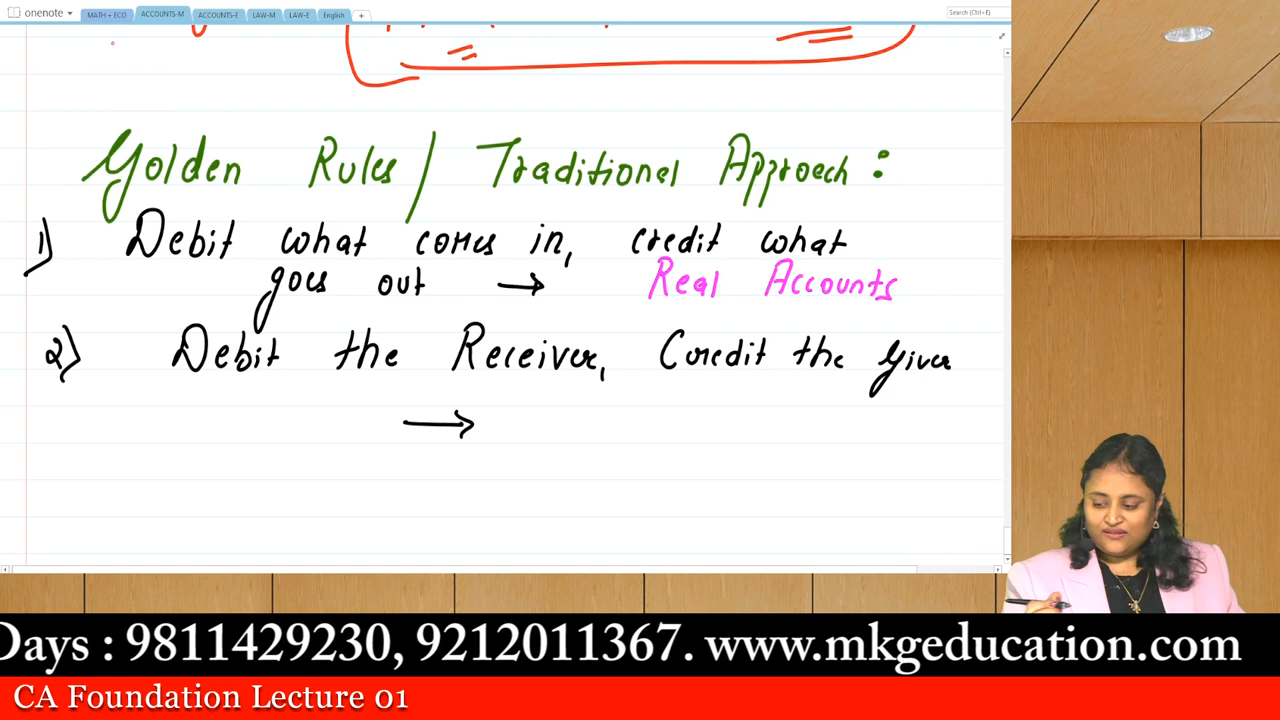 onenote
MATH + ECO
ACCOUNTS-M
ACCOUNTS-E
LAW-M
LAW-E
English
+
Search (Ctrl+E)
Golden Rules / Traditional Approach :
1) Debit what comes in, credit what
goes out → Real Accounts
2) Debit the Receiver, Credit the giver
→
Days : 9811429230, 9212011367. www.mkgeducation.com
CA Foundation Lecture 01